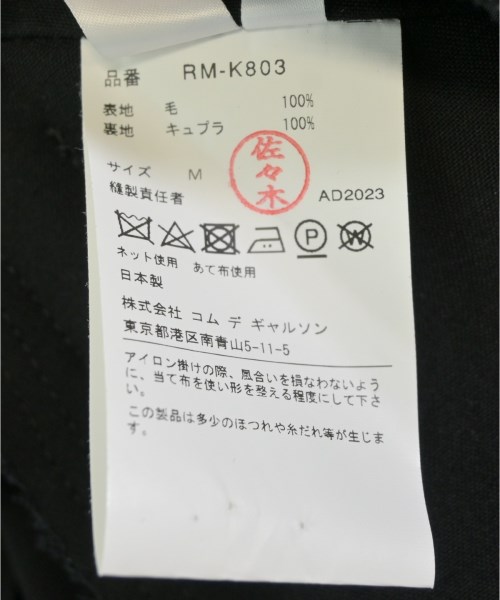 品番 RM-K803
表地 毛 100%
裏地 キュプラ 100%
サイズ M
佐々木
縫製責任者 AD2023
P W
ネット使用 あて布使用
日本製
株式会社 コム デ ギャルソン
東京都港区南青山5-11-5
アイロン掛けの際、風合いを損なわないよう
に、当て布を使い形を整える程度にして下さ
い。
この製品は多少のほつれや糸だれ等が生じま
す。